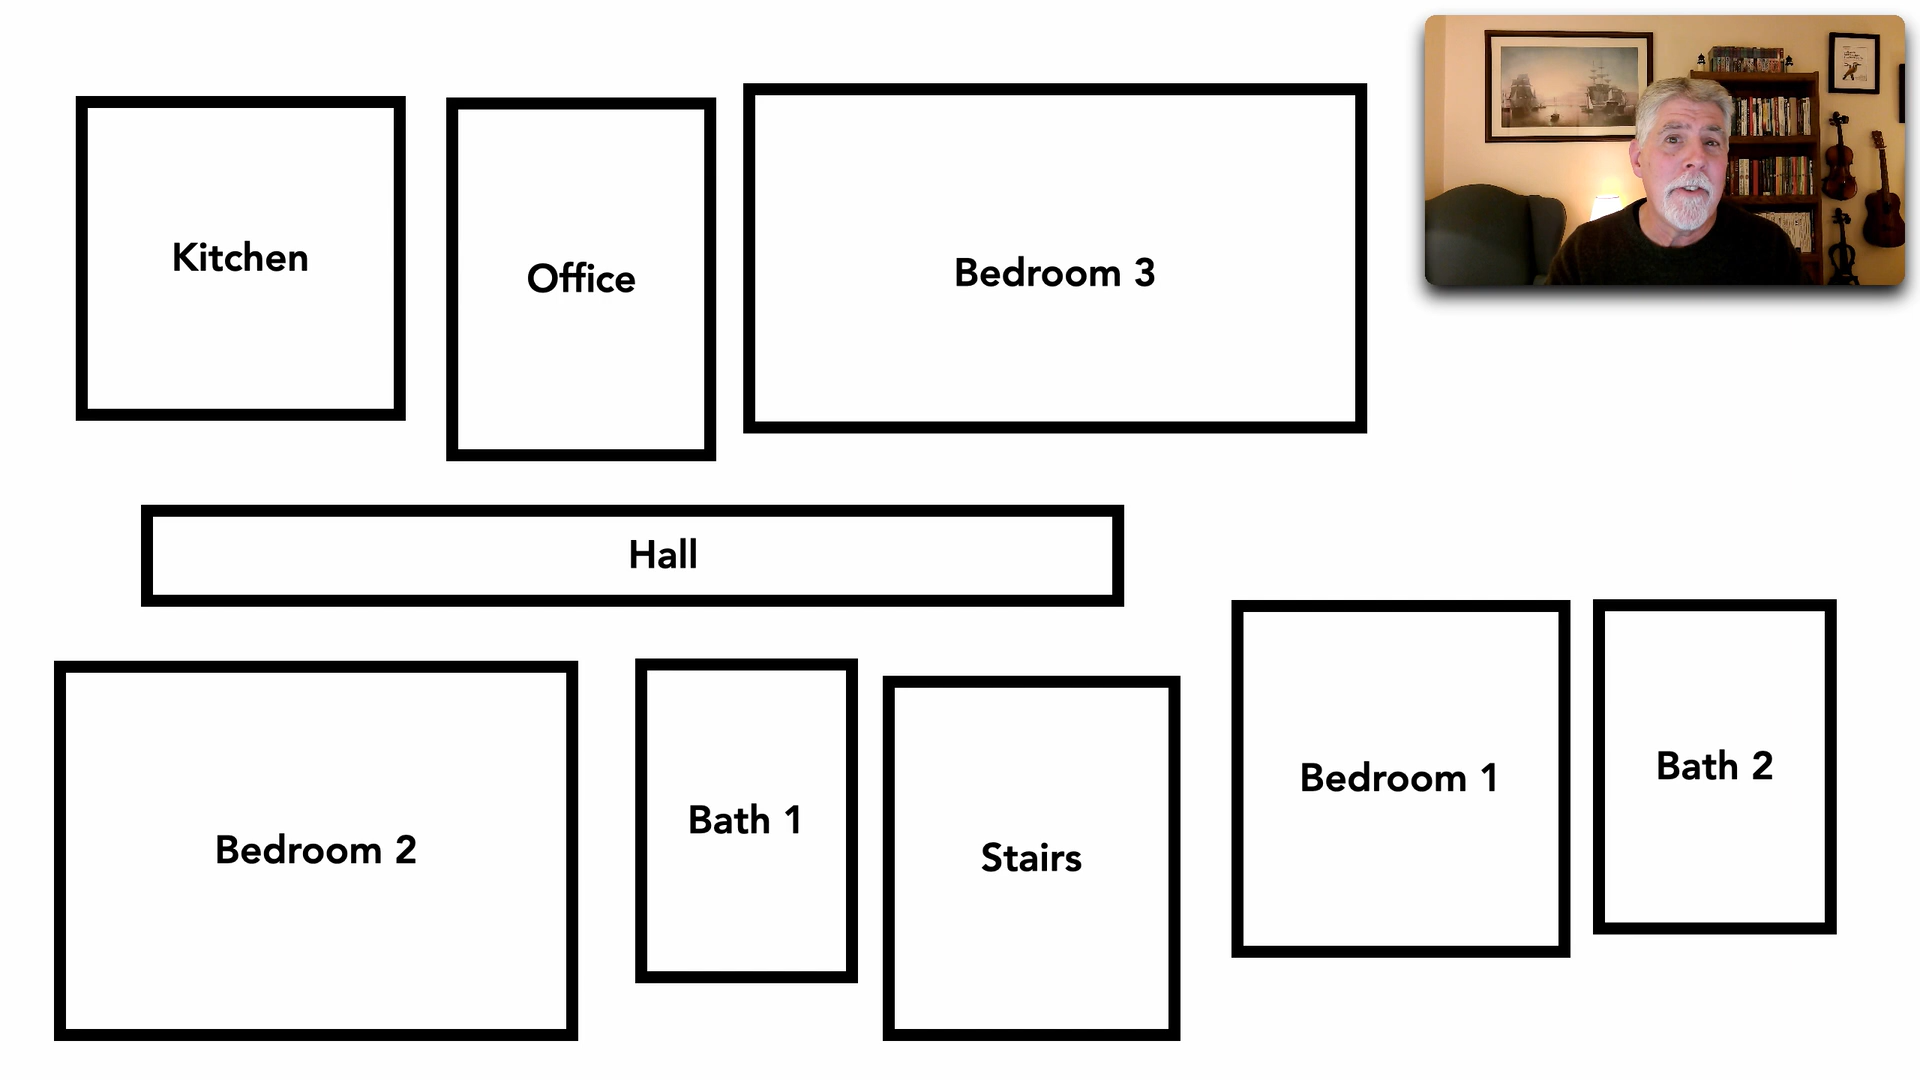 Kitchen
Office
Bedroom 3
Hall
Bedroom 2
Bath 1
Stairs
Bedroom 1
Bath 2